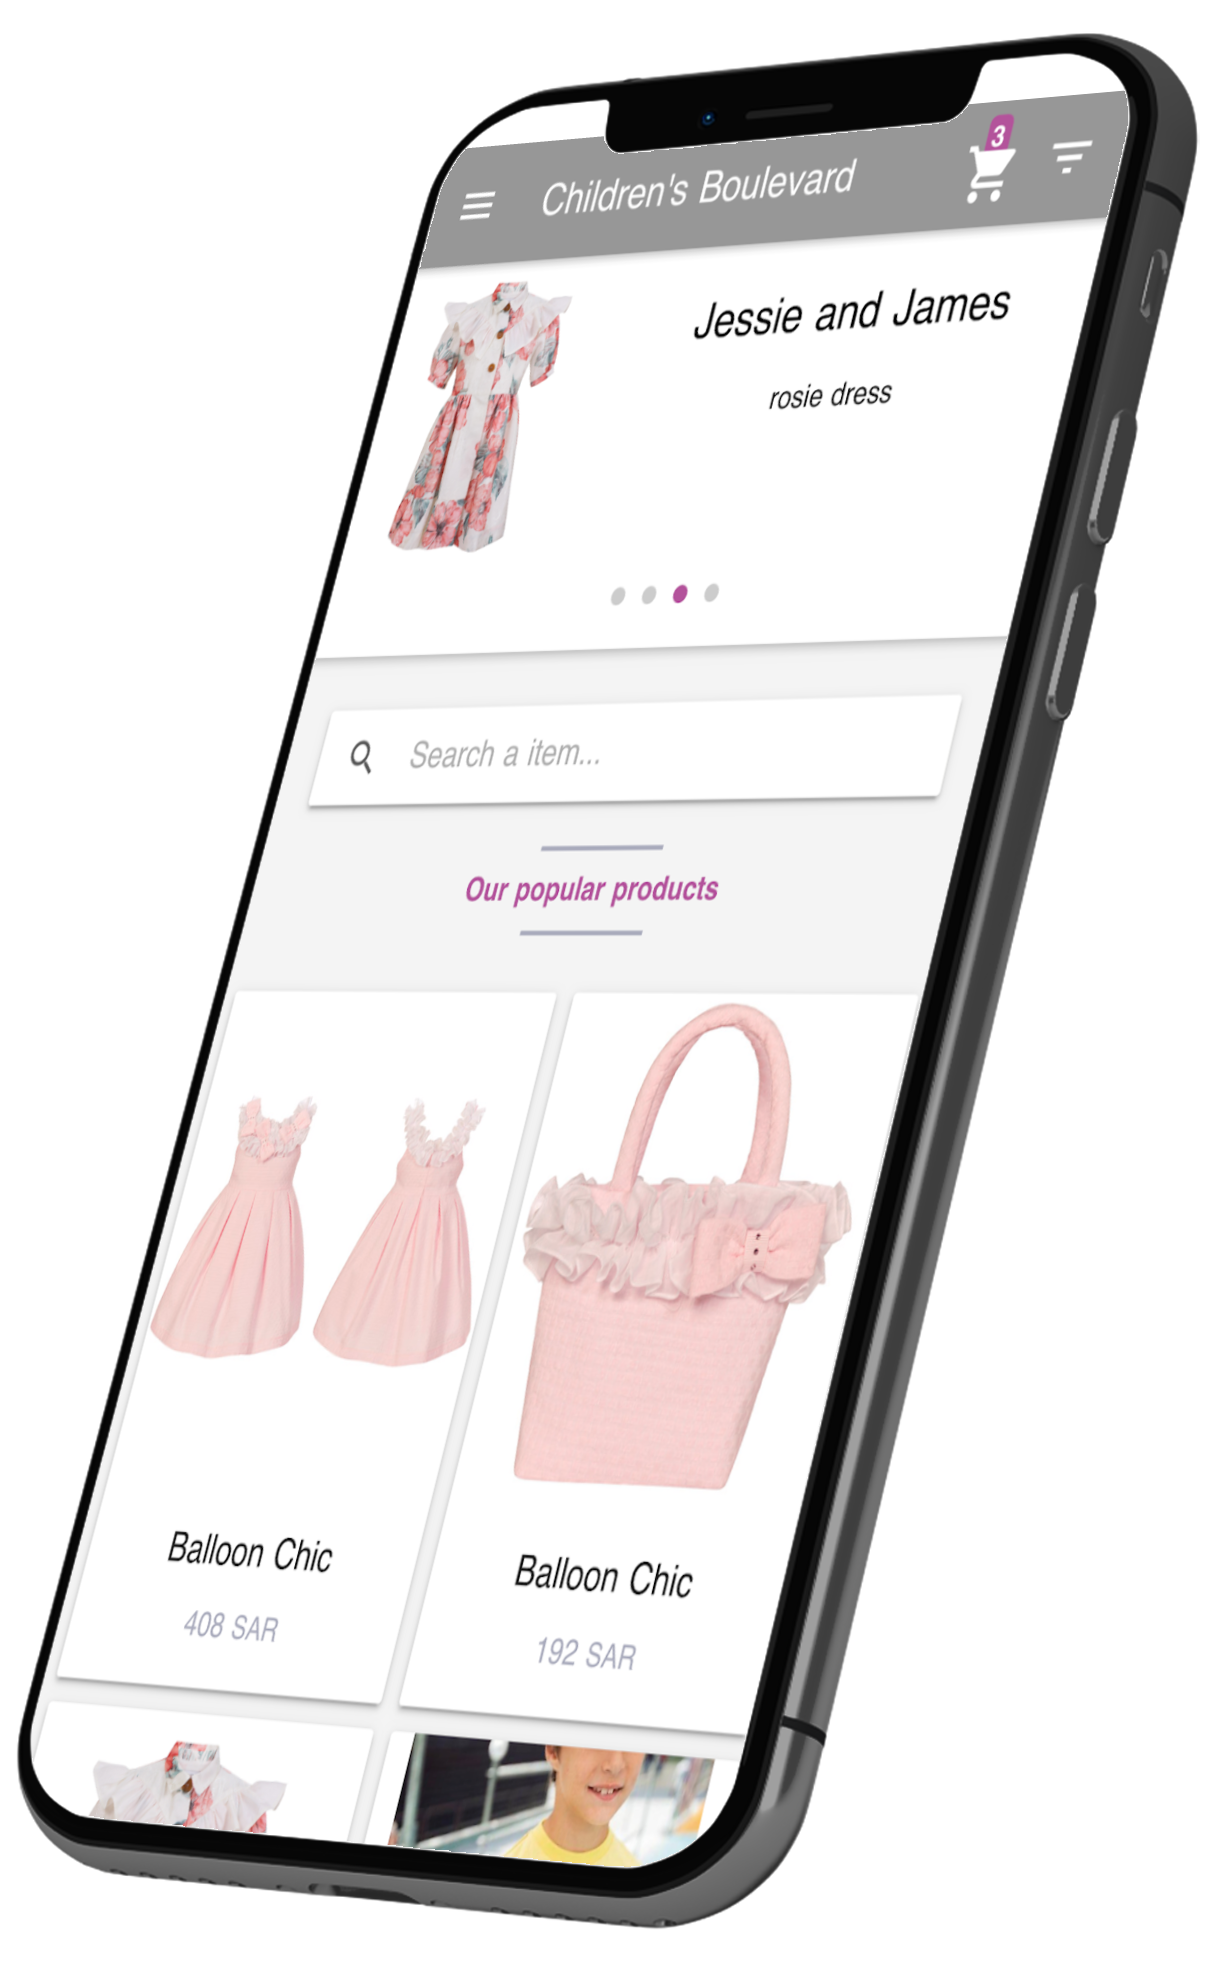 Children's Boulevard
3
Jessie and James
rosie dress
Search a item...
Our popular products
Balloon Chic
408 SAR
Balloon Chic
192 SAR